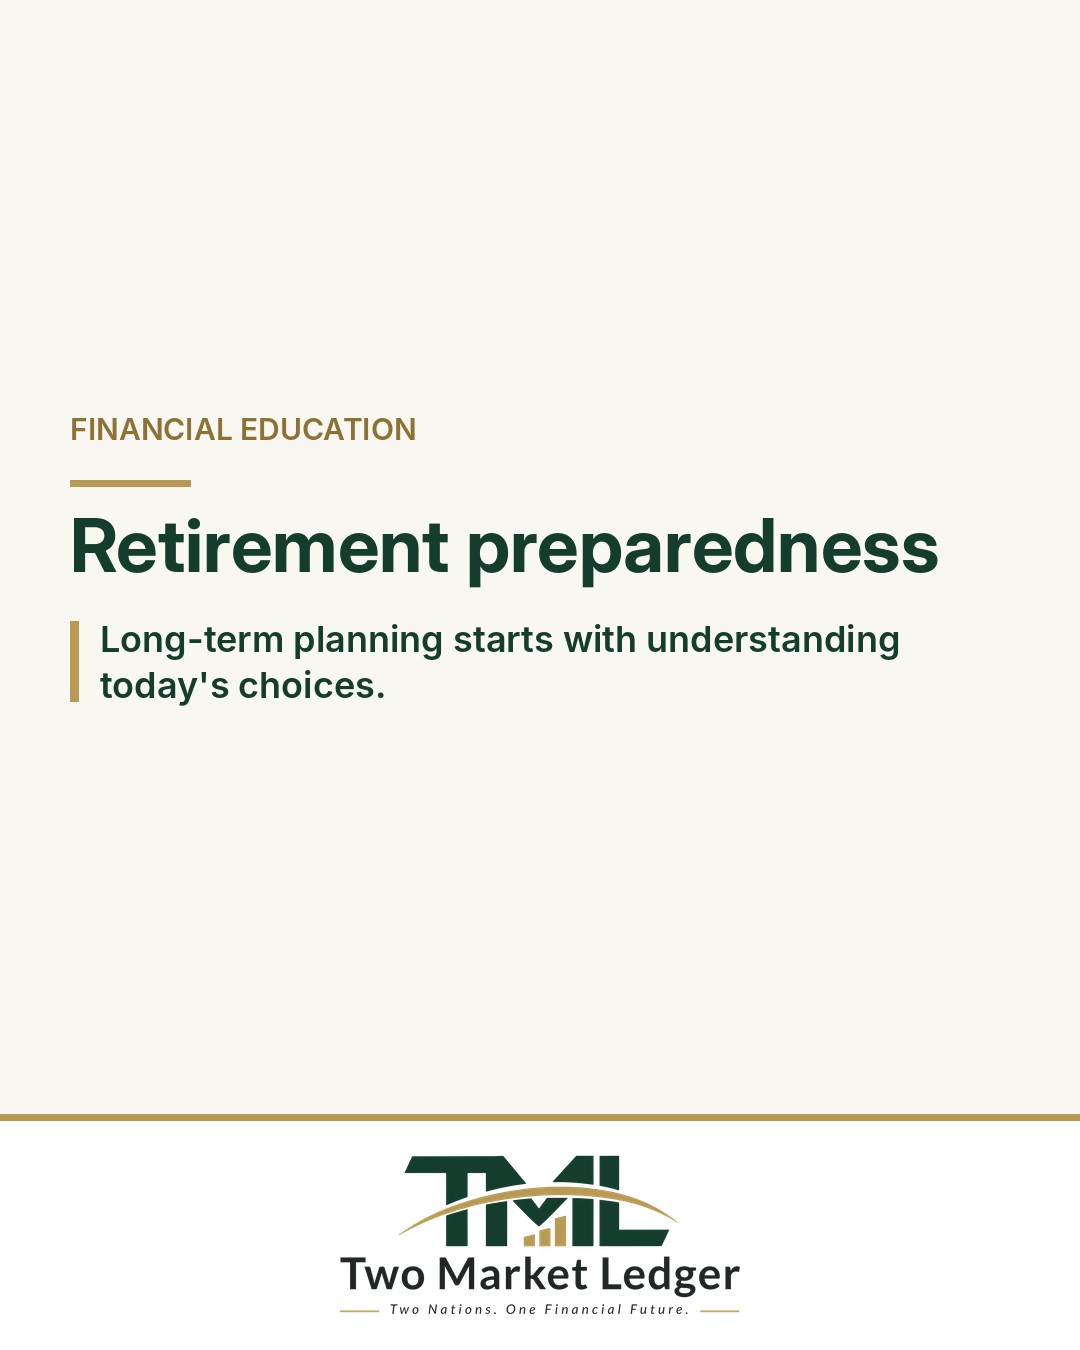 FINANCIAL EDUCATION
Retirement preparedness
Long-term planning starts with understanding
today's choices.
TML
Two Market Ledger
Two Nations. One Financial Future.